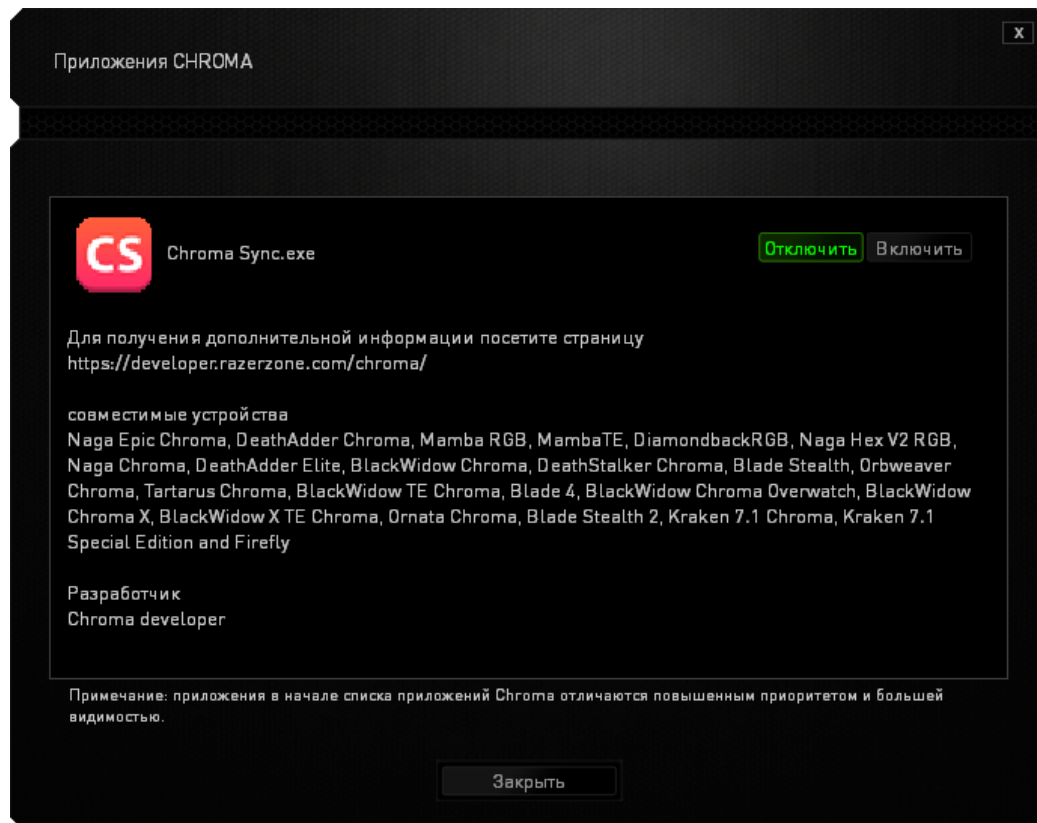 X
Приложения CHROMA
CS
Chroma Sync.exe
Отключить Включить
Для получения дополнительной информации посетите страницу
https://developer.razerzone.com/chroma/
совместимые устройства
Naga Epic Chroma, DeathAdder Chroma, Mamba RGB, MambaTE, DiamondbackRGB, Naga Hex V2 RGB,
Naga Chroma, DeathAdder Elite, BlackWidow Chroma, DeathStalker Chroma, Blade Stealth, Orbweaver
Chroma, Tartarus Chroma, BlackWidow TE Chroma, Blade 4, BlackWidow Chroma Overwatch, BlackWidow
Chroma X, BlackWidow X TE Chroma, Ornata Chroma, Blade Stealth 2, Kraken 7.1 Chroma, Kraken 7.1
Special Edition and Firefly
Разработчик
Chroma developer
Примечание: приложения в начале списка приложений Chroma отличаются повышенным приоритетом и большей
видимостью.
Закрыть